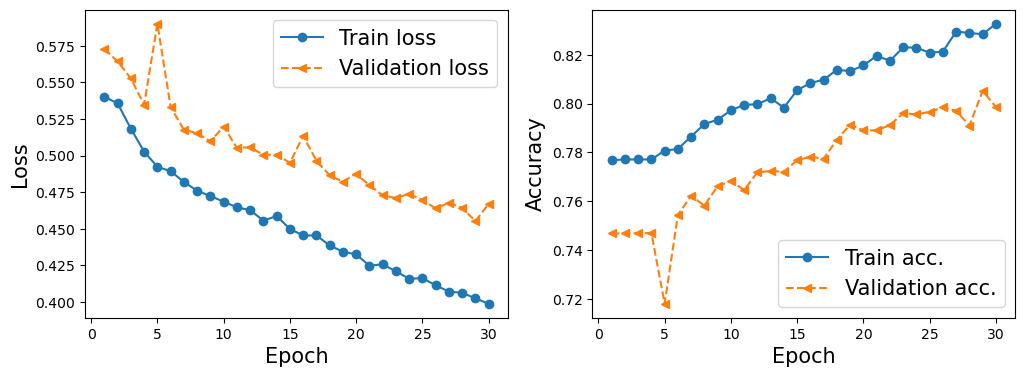 0.575
0.550
0.525
0.500
0.475
0.450
0.425
0.400
Loss
Train loss
Validation loss
0 5 10 15 20 25 30
Epoch
0.82
0.80
0.78
0.76
0.74
0.72
Accuracy
Train acc.
Validation acc.
0 5 10 15 20 25 30
Epoch